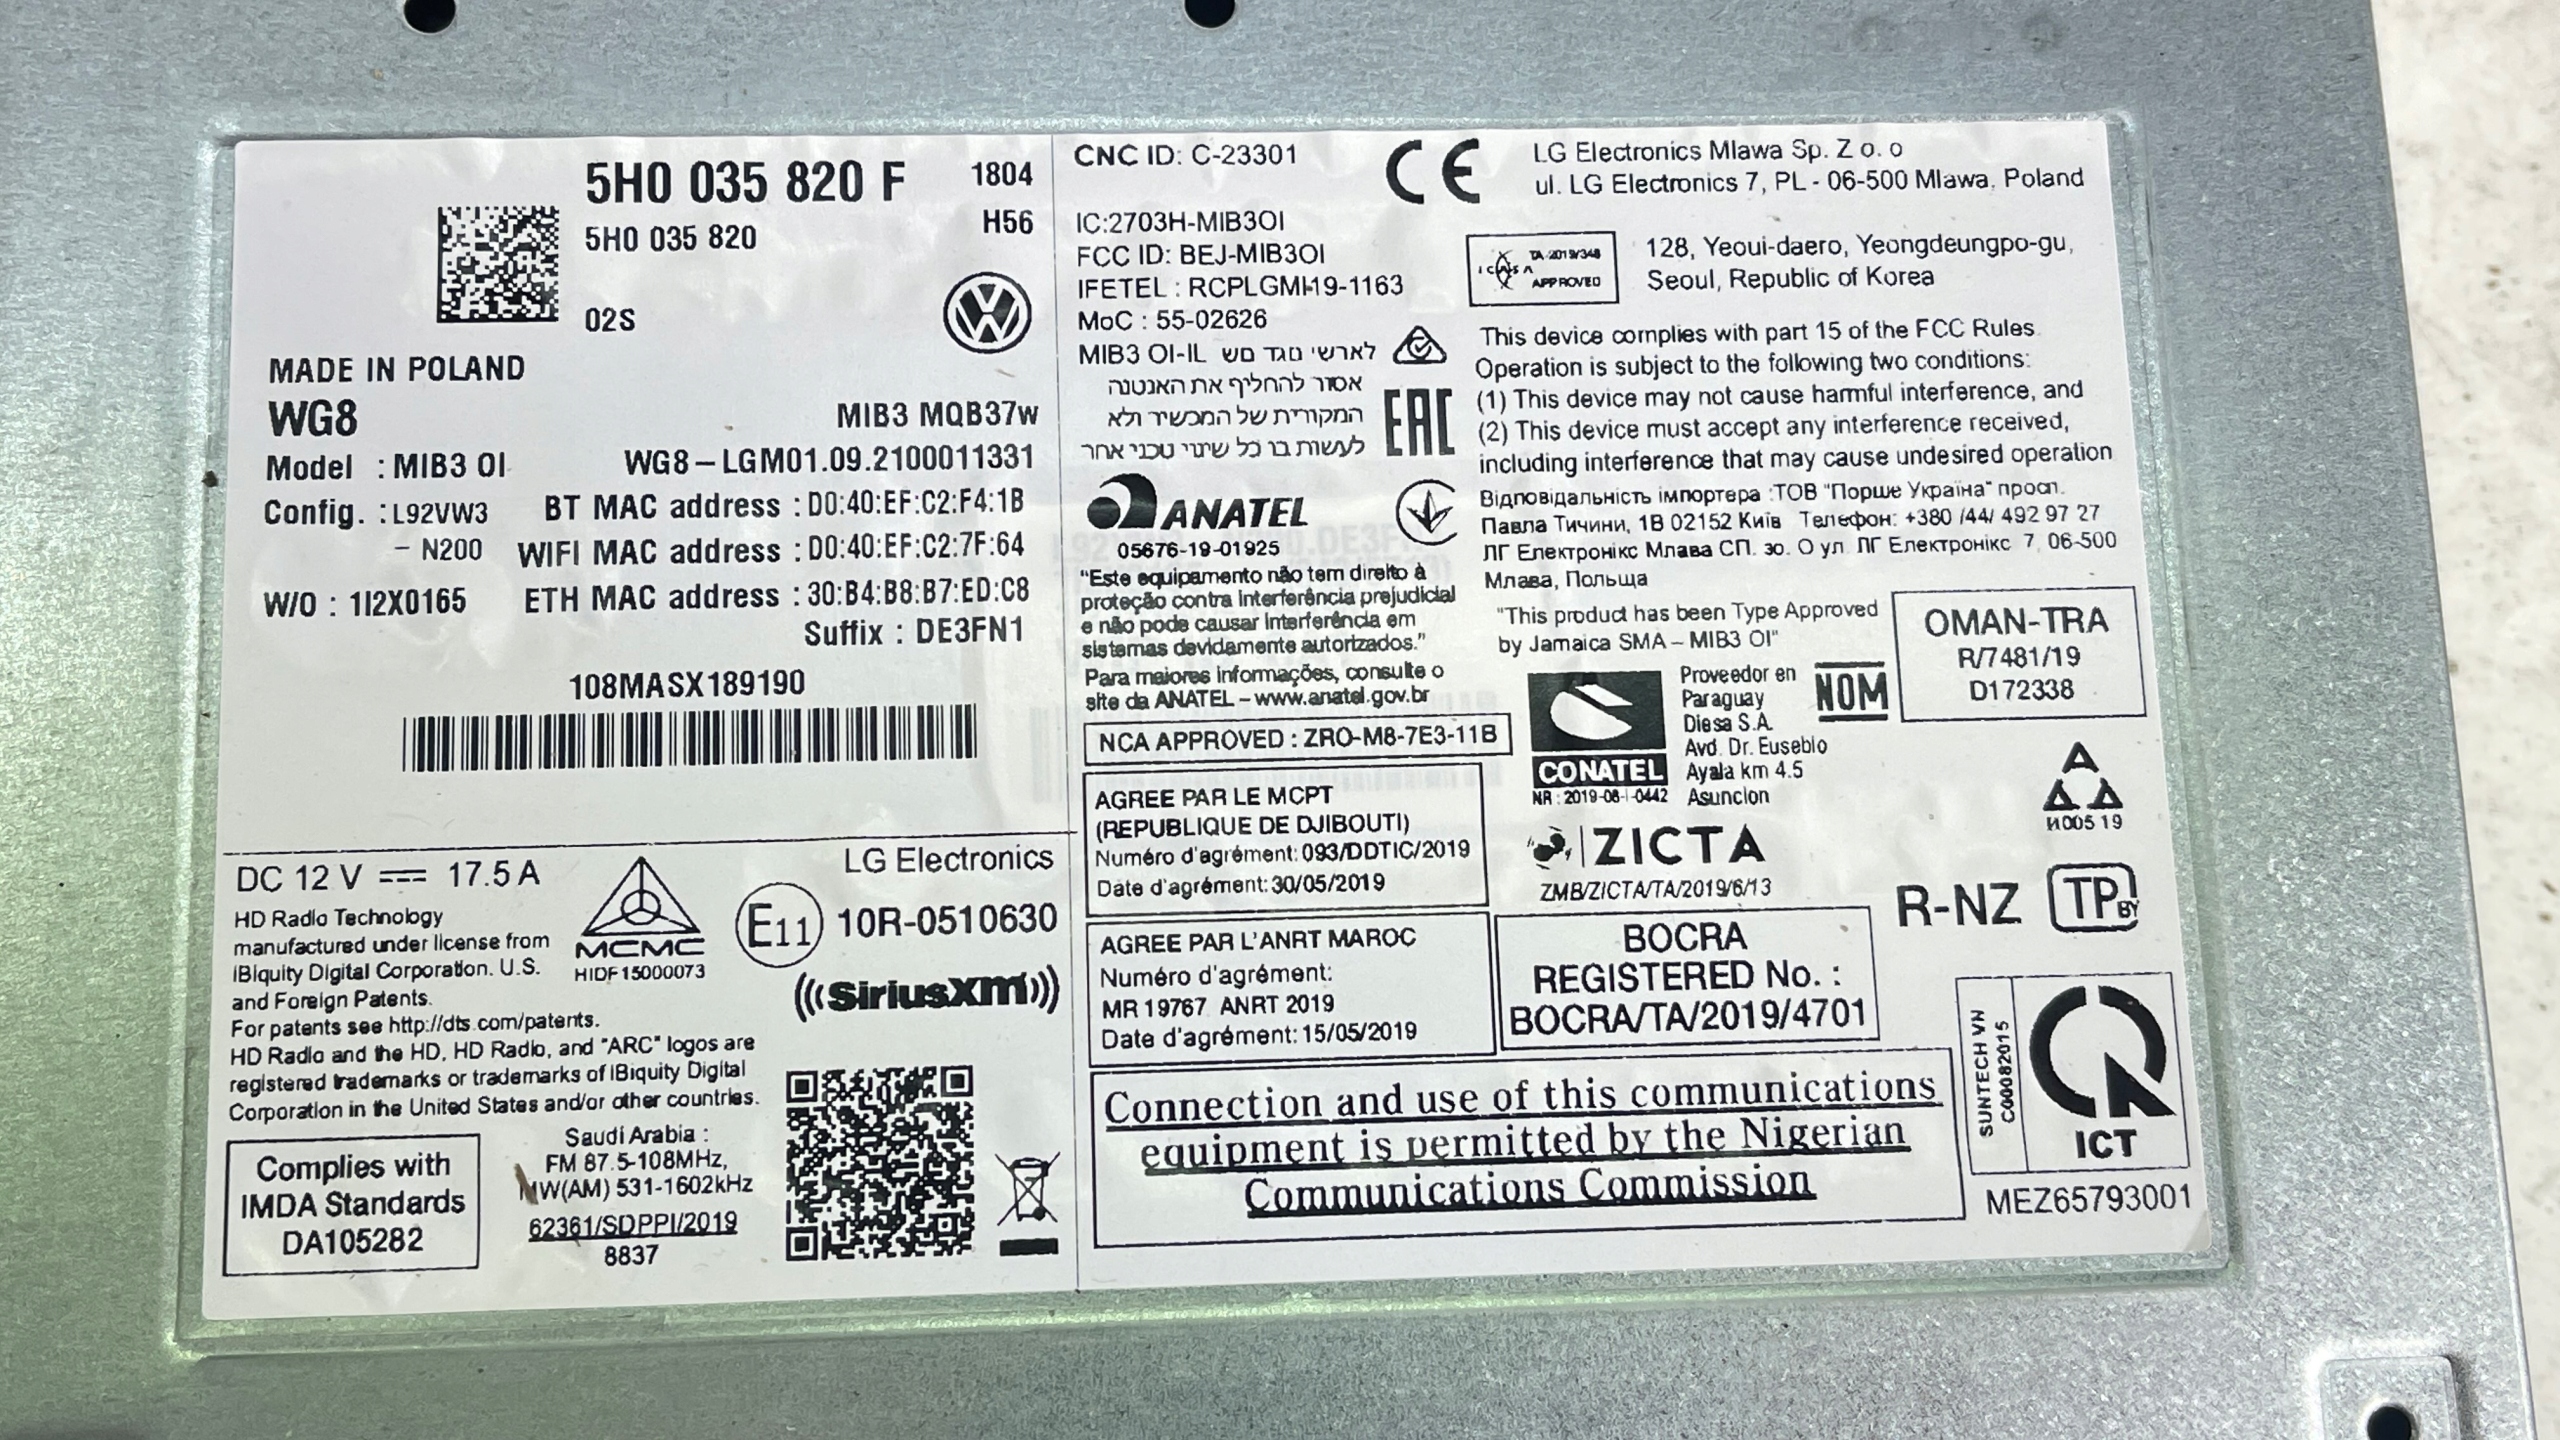 5H0 035 820 F
1804
5H0 035 820
H56
02S
MADE IN POLAND
WG8
MIB3 MQB37w
Model : MIB3 OI
WG8-LGM01.09.2100011331
Config. : L92VW3
- N200
BT MAC address : D0:40:EF:C2:F4:1B
WIFI MAC address : D0:40:EF:C2:7F:64
W/O : 1I2X0165
ETH MAC address : 30:B4:B8:B7:ED:C8
Suffix : DE3FN1
108MASX189190
DC 12 V 17.5 A
LG Electronics
HD Radio Technology
manufactured under license from
iBiquity Digital Corporation. U.S.
and Foreign Patents.
For patents see http://dts.com/patents.
HD Radio and the HD, HD Radio, and "ARC" logos are
registered trademarks or trademarks of iBiquity Digital
Corporation in the United States and/or other countries.
MCMC
HIDF15000073
E11 10R-0510630
(((SiriusXM)))
Complies with
IMDA Standards
DA105282
Saudi Arabia :
FM 87.5-108MHz,
MW(AM) 531-1602kHz
62361/SDPPI/2019
8837
CNC ID: C-23301
CE
IC:2703H-MIB3OI
FCC ID: BEJ-MIB3OI
IFETEL : RCPLGMI-19-1163
MoC : 55-02626
MIB3 OI-IL
אסור להחליף את האנטנה
המקורית של המכשיר ולא
לעשות בו כל שינוי טכני אחר
EAC
ANATEL
05676-19-01925
"Este equipamento não tem direito à
proteção contra interferência prejudicial
e não pode causar interferência em
sistemas devidamente autorizados."
Para maiores informações, consulte o
site da ANATEL – www.anatel.gov.br
NCA APPROVED : ZRO-M8-7E3-11B
AGREE PAR LE MCPT
(REPUBLIQUE DE DJIBOUTI)
Numéro d'agrément: 093/DDTIC/2019
Date d'agrément: 30/05/2019
AGREE PAR L'ANRT MAROC
Numéro d'agrément:
MR 19767 ANRT 2019
Date d'agrément: 15/05/2019
LG Electronics Mlawa Sp. Z o. o
ul. LG Electronics 7, PL - 06-500 Mlawa, Poland
ICASA
TA-2019/348
APPROVED
128, Yeoui-daero, Yeongdeungpo-gu,
Seoul, Republic of Korea
This device complies with part 15 of the FCC Rules.
Operation is subject to the following two conditions:
(1) This device may not cause harmful interference, and
(2) This device must accept any interference received,
including interference that may cause undesired operation
Відповідальність імпортера :ТОВ "Порше Україна" просп.
Павла Тичини, 1В 02152 Київ Телефон: +380 /44/ 492 97 27
ЛГ Електронікс Млава СП. зо. О ул. ЛГ Електронікс 7, 06-500
Млава, Польща
"This product has been Type Approved
by Jamaica SMA – MIB3 OI"
OMAN-TRA
R/7481/19
D172338
CONATEL
NR : 2019-06-I-0442
Proveedor en
Paraguay
Diesa S.A.
Avd. Dr. Eusebio
Ayala km 4.5
Asuncion
NOM
И005 19
ZICTA
ZMB/ZICTA/TA/2019/6/13
R-NZ
TP BY
BOCRA
REGISTERED No. :
BOCRA/TA/2019/4701
Connection and use of this communications
equipment is permitted by the Nigerian
Communications Commission
SUNTECH VN
C00082015
ICT
MEZ65793001